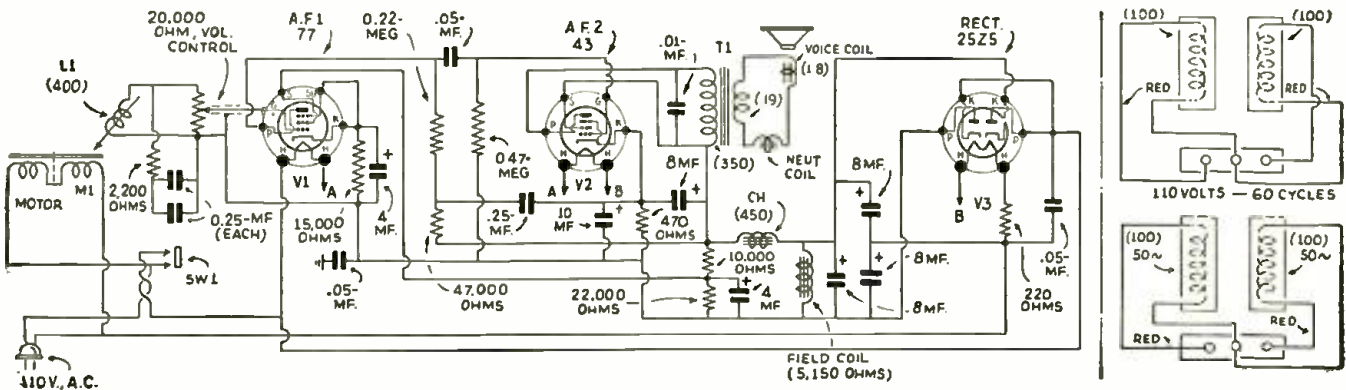 20,000
OHM, VOL.
CONTROL
A.F.1
77
0.22-
MEG
.05-
MF.
A.F.2
43
.01-
MF.
T1
VOICE COIL
(18)
RECT.
25Z5
L1
(400)
(19)
NEUT
COIL
(350)
MOTOR
M1
2,200
OHMS
0.25-MF
(EACH)
SW1
V1
A
15,000
OHMS
4
MF.
.05-
MF.
47,000
OHMS
0.47-
MEG
.25-
MF.
10
MF
A
V2
B
8MF
470
OHMS
CH
(450)
10,000
OHMS
22,000
OHMS
4
MF
8MF.
8MF.
8MF.
FIELD COIL
(5,150 OHMS)
B
V3
220
OHMS
.05-
MF.
110V., A.C.
P
G
S
SU
K
H
H
P
S
G
K
H
H
P
K
K
P
H
H
(100)
(100)
RED
RED
110 VOLTS — 60 CYCLES
(100)
50~
(100)
50~
RED
RED